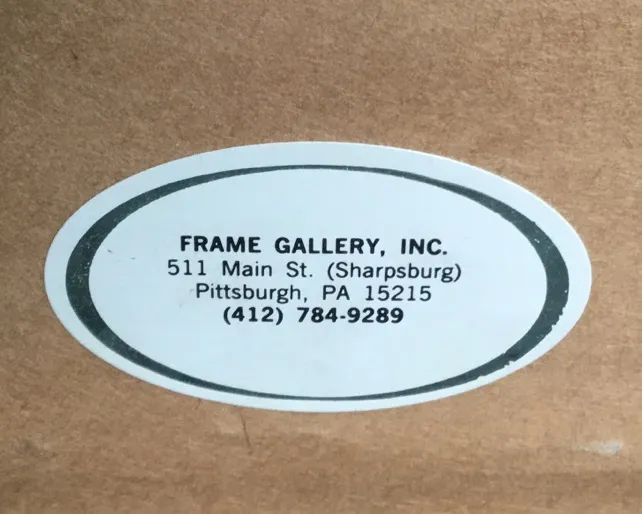 FRAME GALLERY, INC.
511 Main St. (Sharpsburg)
Pittsburgh, PA 15215
(412) 784-9289